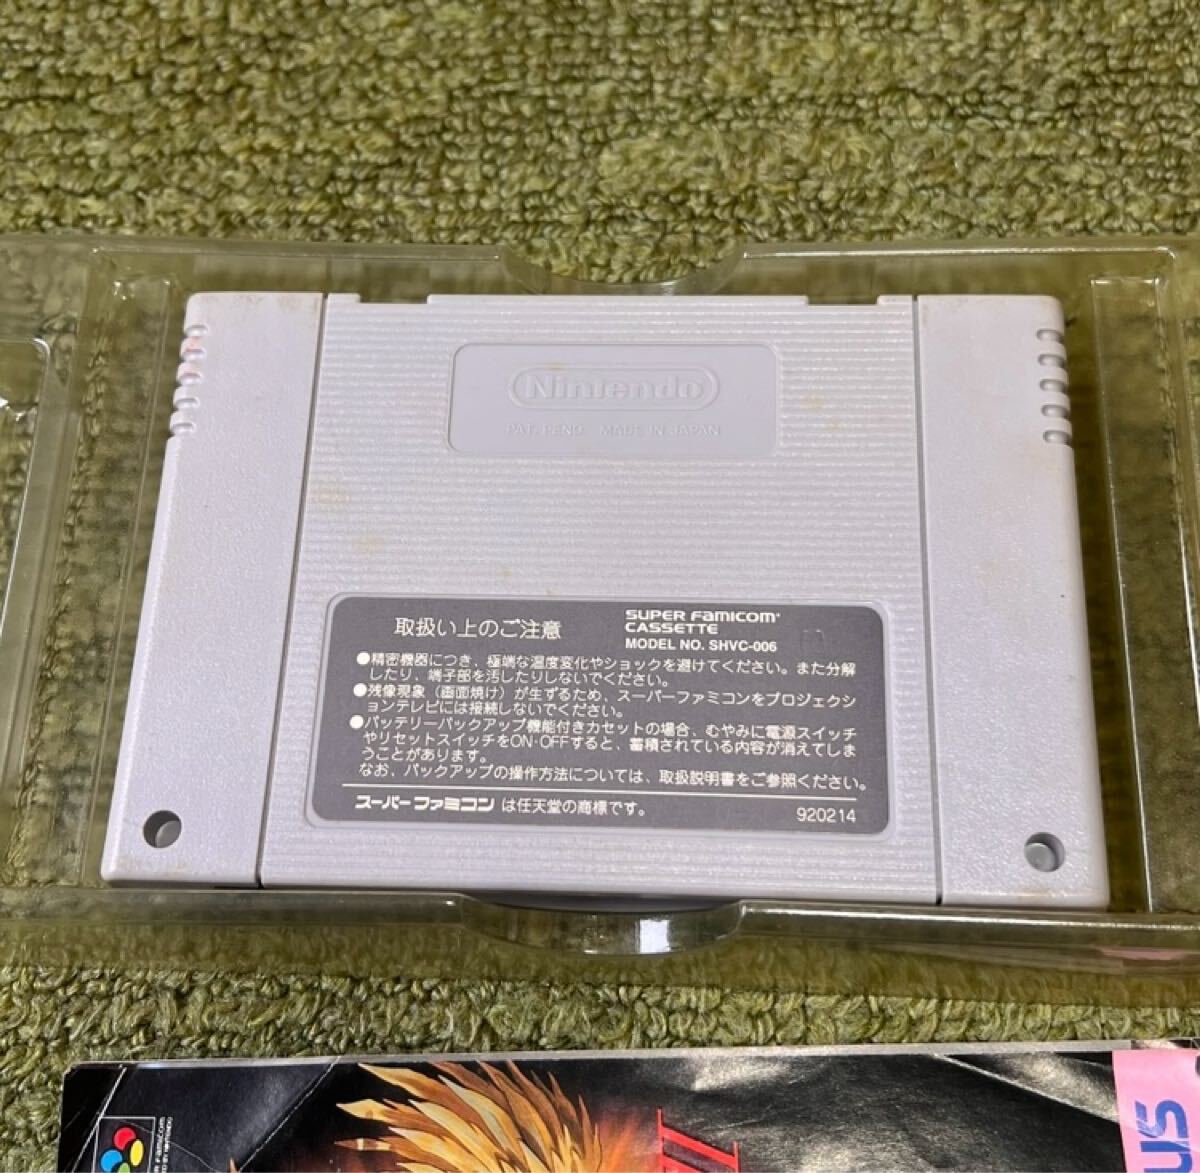 Nintendo
PAT. PEND. MADE IN JAPAN
取扱い上のご注意
SUPER FAMICOM
CASSETTE
MODEL NO. SHVC-006
●精密機器につき、極端な温度変化やショックを避けてください。また分解
したり、端子部を汚したりしないでください。
●残像現象（画面焼け）が生ずるため、スーパーファミコンをプロジェクシ
ョンテレビには接続しないでください。
●バッテリーバックアップ機能付きカセットの場合、むやみに電源スイッチ
やリセットスイッチをON·OFFすると、蓄積されている内容が消えてしま
うことがあります。
なお、バックアップの操作方法については、取扱説明書をご参照ください。
スーパーファミコン は任天堂の商標です。
920214